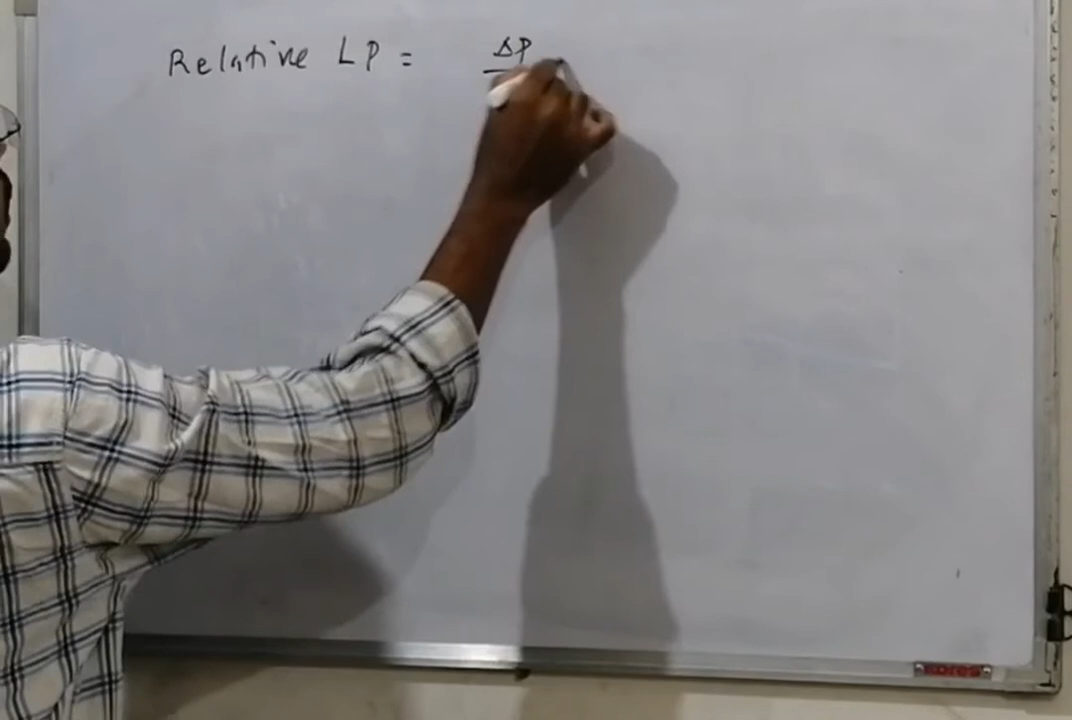 Relative LP = ΔP